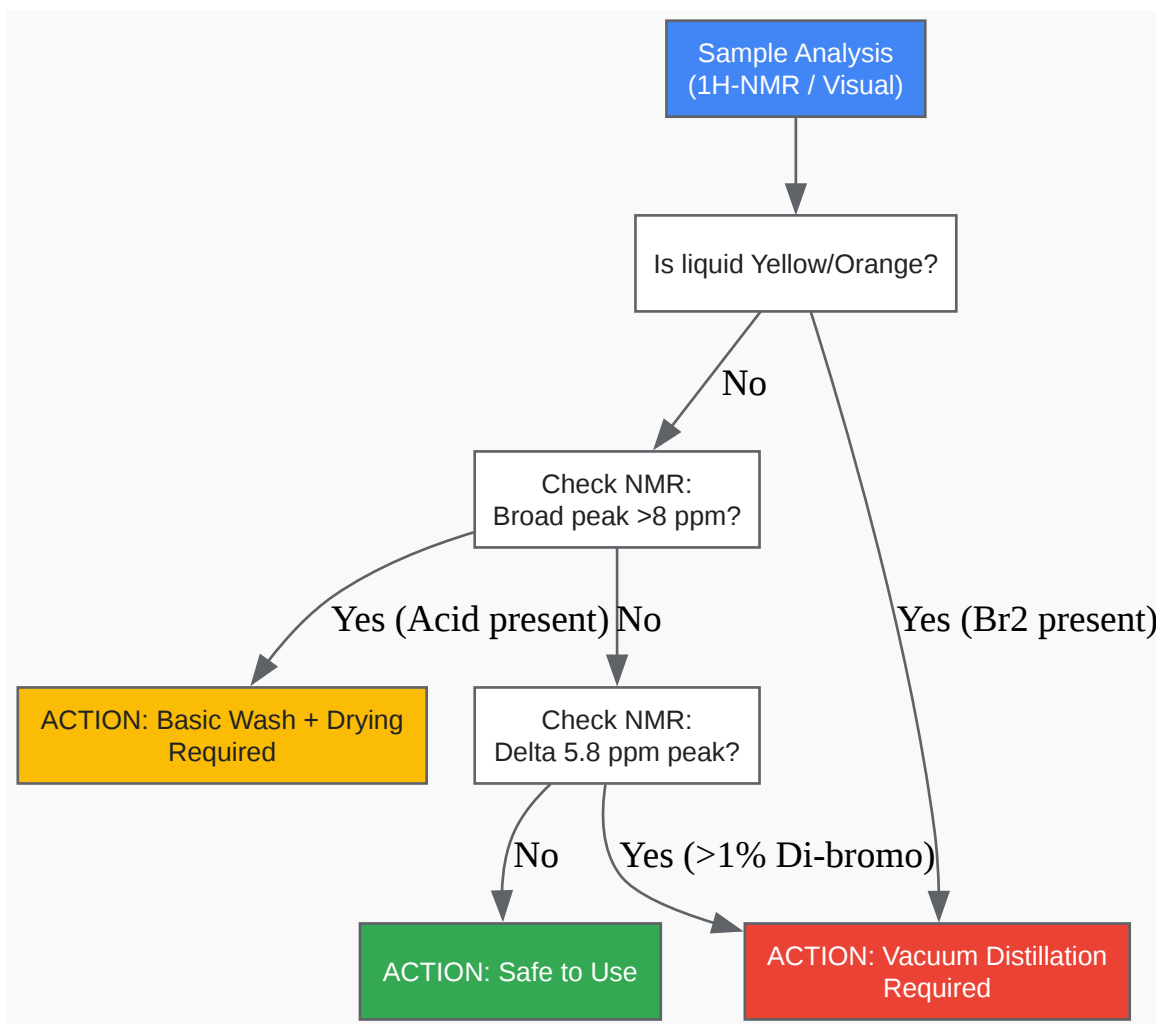 Sample Analysis
(1H-NMR / Visual)
Is liquid Yellow/Orange?
No
Check NMR:
Broad peak >8 ppm?
Yes (Acid present)
No
Yes (Br2 present)
ACTION: Basic Wash + Drying
Required
Check NMR:
Delta 5.8 ppm peak?
No
Yes (>1% Di-bromo)
ACTION: Safe to Use
ACTION: Vacuum Distillation
Required